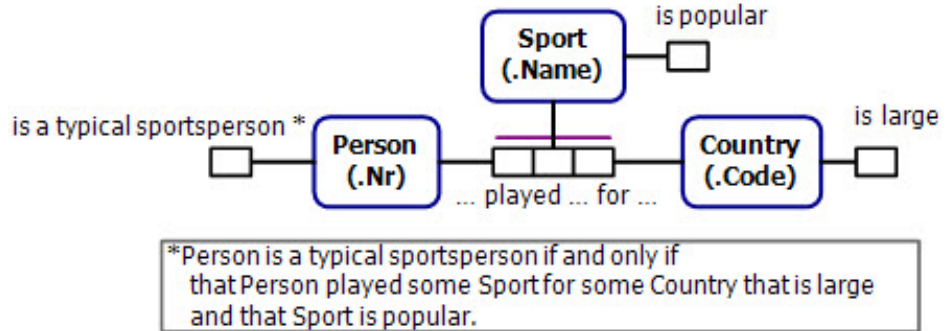 is popular
Sport
(.Name)
is a typical sportsperson *
is large
Person
(.Nr)
Country
(.Code)
... played ... for ...
*Person is a typical sportsperson if and only if
that Person played some Sport for some Country that is large
and that Sport is popular.